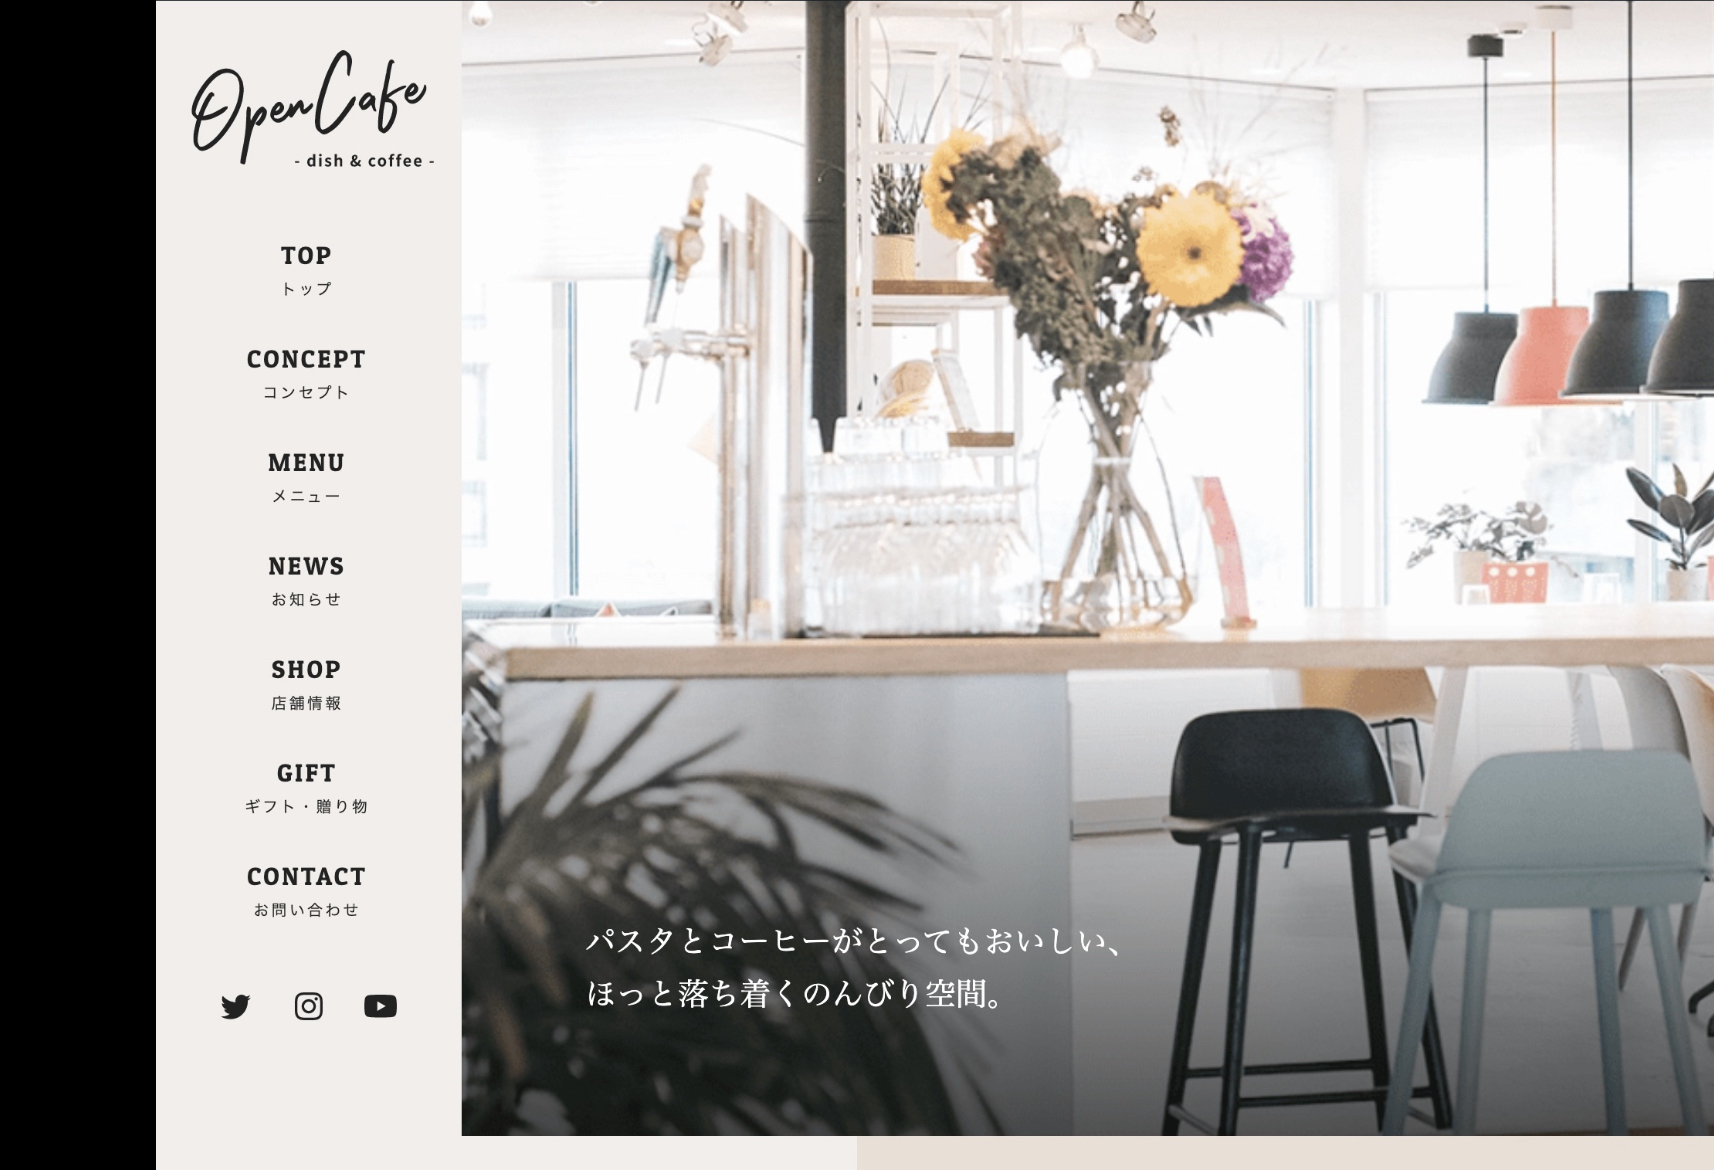 OpenCafe
- dish & coffee -
TOP
トップ
CONCEPT
コンセプト
MENU
メニュー
NEWS
お知らせ
SHOP
店舗情報
GIFT
ギフト・贈り物
CONTACT
お問い合わせ
パスタとコーヒーがとってもおいしい、
ほっと落ち着くのんびり空間。